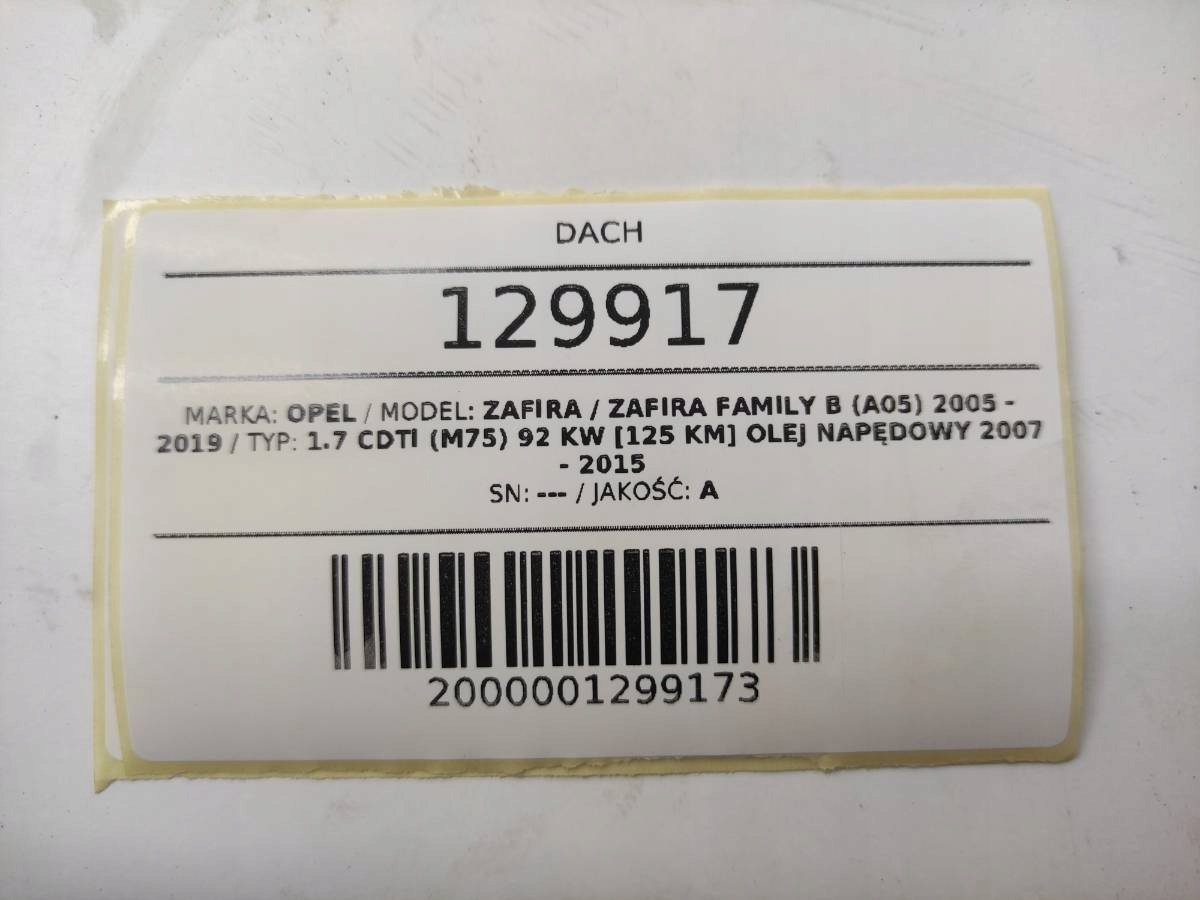 DACH
129917
MARKA: OPEL / MODEL: ZAFIRA / ZAFIRA FAMILY B (A05) 2005 -
2019 / TYP: 1.7 CDTI (M75) 92 KW [125 KM] OLEJ NAPĘDOWY 2007
- 2015
SN: --- / JAKOŚĆ: A
2000001299173